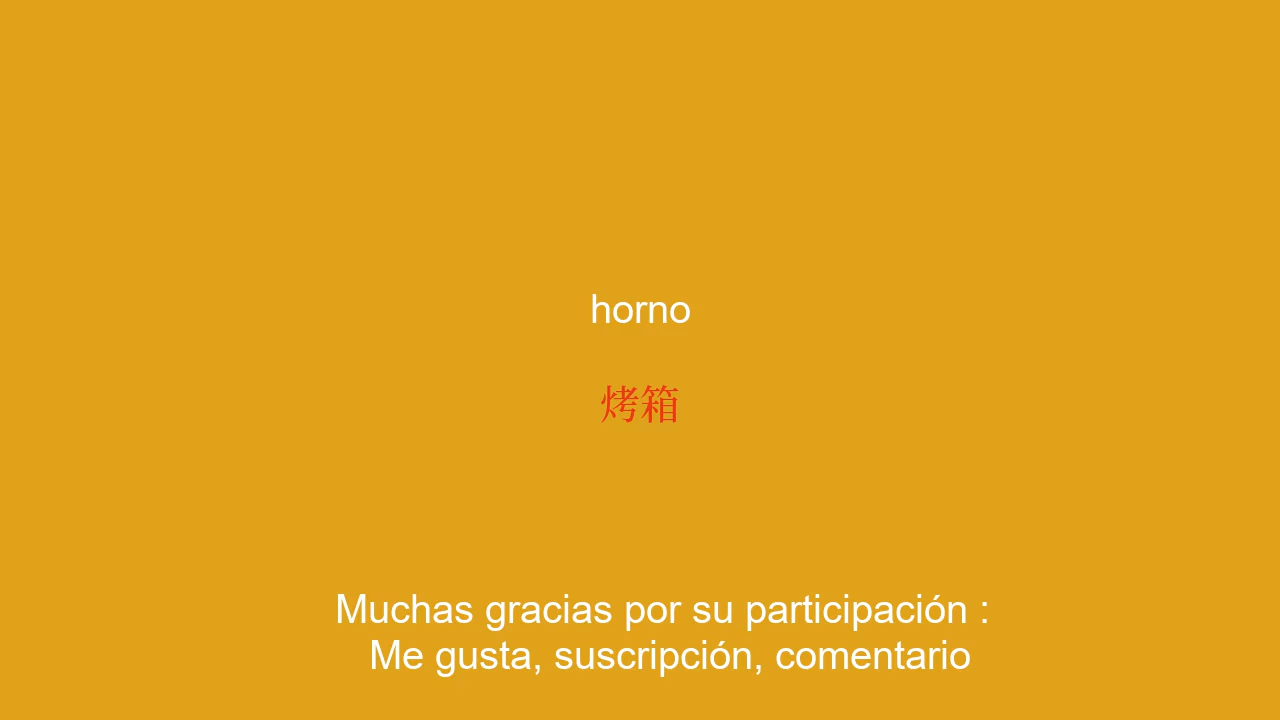 horno
烤箱
Muchas gracias por su participación :
Me gusta, suscripción, comentario